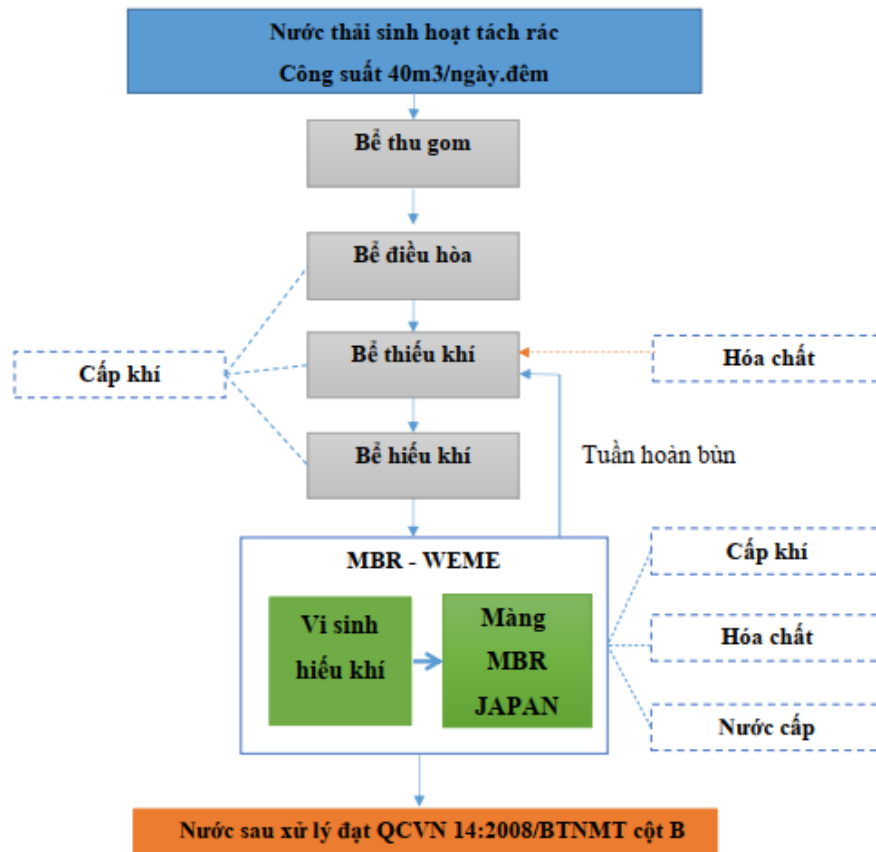 Nước thải sinh hoạt tách rác
Công suất 40m3/ngày.đêm
Bể thu gom
Bể điều hòa
Cấp khí
Bể thiếu khí
Hóa chất
Bể hiếu khí
Tuần hoàn bùn
MBR - WEME
Vi sinh
hiếu khí
Màng
MBR
JAPAN
Cấp khí
Hóa chất
Nước cấp
Nước sau xử lý đạt QCVN 14:2008/BTNMT cột B